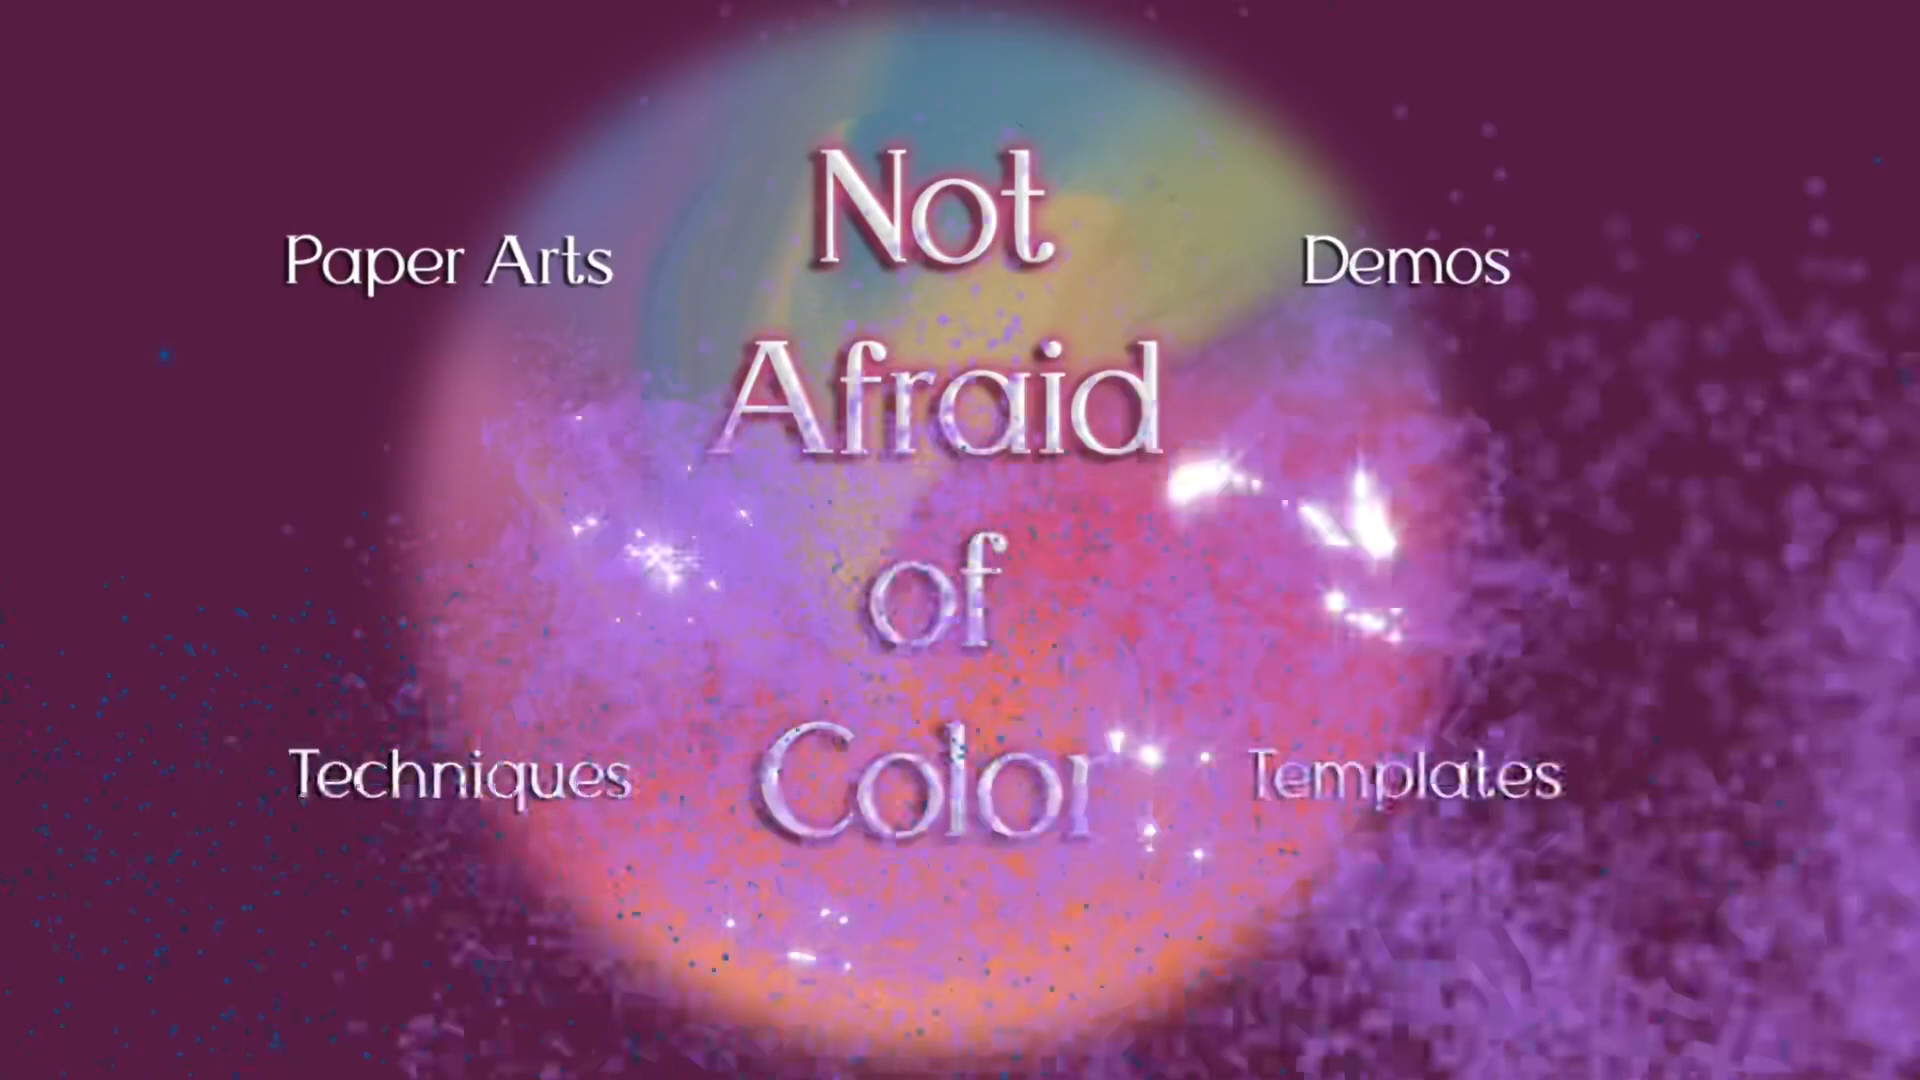 Not
Afraid
of
Color
Paper Arts
Demos
Techniques
Templates